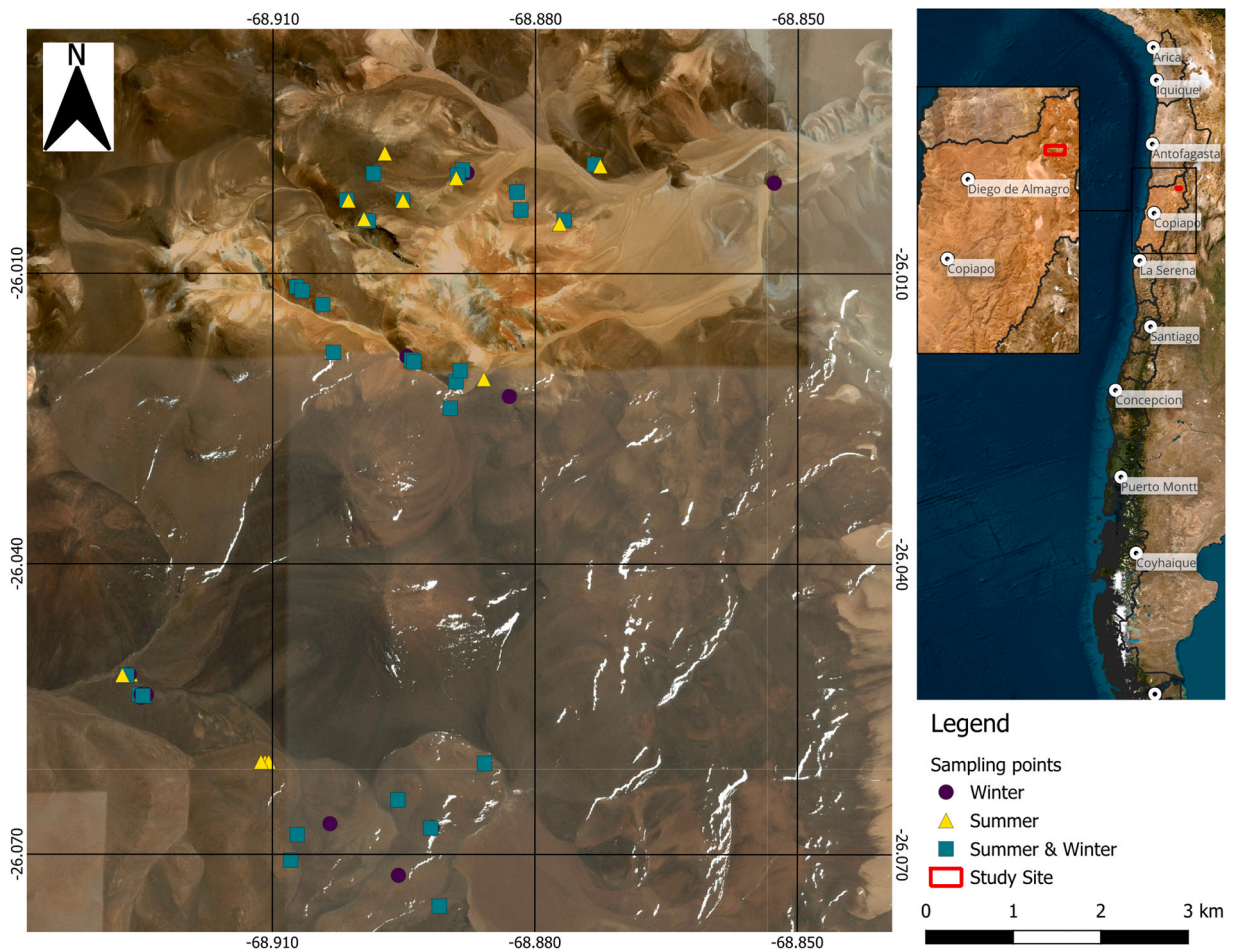 -68.910
-68.880
-68.850
N
-26.010
-26.010
-26.040
-26.040
-26.070
-26.070
-68.910
-68.880
-68.850
Arica
Iquique
Antofagasta
Diego de Almagro
Copiapo
Copiapo
La Serena
Santiago
Concepcion
Puerto Montt
Coyhaique
Legend
Sampling points
Winter
Summer
Summer & Winter
Study Site
0 1 2 3 km